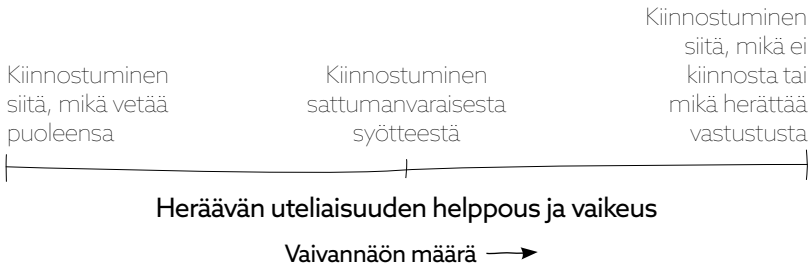 Kiinnostuminen
siitä, mikä vetää
puoleensa
Kiinnostuminen
sattumanvaraisesta
syötteestä
Kiinnostuminen
siitä, mikä ei
kiinnosta tai
mikä herättää
vastustusta
Heräävän uteliaisuuden helppous ja vaikeus
Vaivannäön määrä